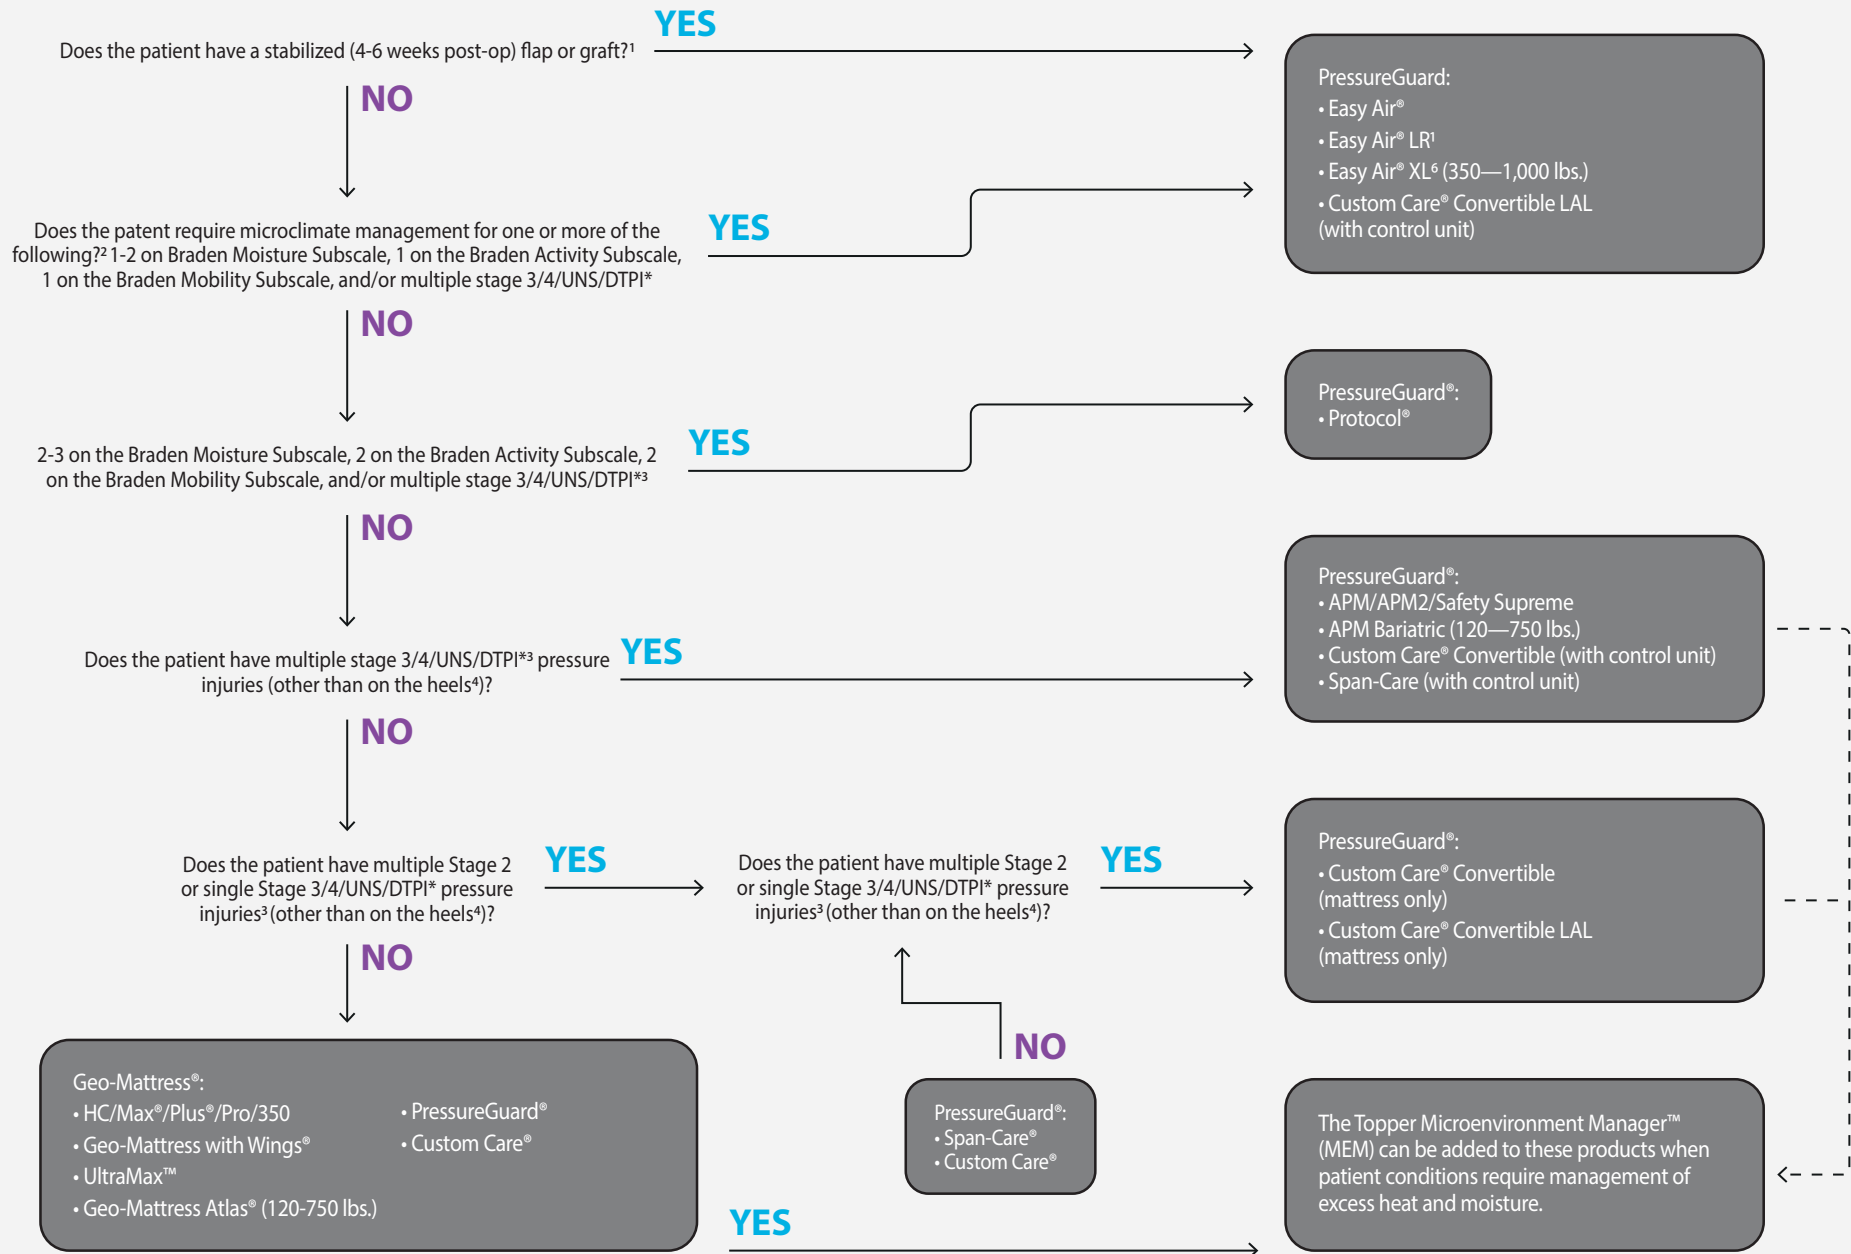 YES
Does the patient have a stabilized (4-6 weeks post-op) flap or graft?¹
NO
PressureGuard:
• Easy Air®
• Easy Air® LR¹
• Easy Air® XL⁶ (350—1,000 lbs.)
• Custom Care® Convertible LAL
(with control unit)
Does the patent require microclimate management for one or more of the
following?² 1-2 on Braden Moisture Subscale, 1 on the Braden Activity Subscale,
1 on the Braden Mobility Subscale, and/or multiple stage 3/4/UNS/DTPI*
YES
NO
PressureGuard®:
• Protocol®
2-3 on the Braden Moisture Subscale, 2 on the Braden Activity Subscale, 2
on the Braden Mobility Subscale, and/or multiple stage 3/4/UNS/DTPI*³
YES
NO
PressureGuard®:
• APM/APM2/Safety Supreme
• APM Bariatric (120—750 lbs.)
• Custom Care® Convertible (with control unit)
• Span-Care (with control unit)
Does the patient have multiple stage 3/4/UNS/DTPI*³ pressure
injuries (other than on the heels⁴)?
YES
NO
Does the patient have multiple Stage 2
or single Stage 3/4/UNS/DTPI* pressure
injuries³ (other than on the heels⁴)?
YES
Does the patient have multiple Stage 2
or single Stage 3/4/UNS/DTPI* pressure
injuries³ (other than on the heels⁴)?
YES
PressureGuard®:
• Custom Care® Convertible
(mattress only)
• Custom Care® Convertible LAL
(mattress only)
NO
NO
Geo-Mattress®:
• HC/Max®/Plus®/Pro/350
• Geo-Mattress with Wings®
• UltraMax™
• Geo-Mattress Atlas® (120-750 lbs.)
• PressureGuard®
• Custom Care®
PressureGuard®:
• Span-Care®
• Custom Care®
The Topper Microenvironment Manager™
(MEM) can be added to these products when
patient conditions require management of
excess heat and moisture.
YES